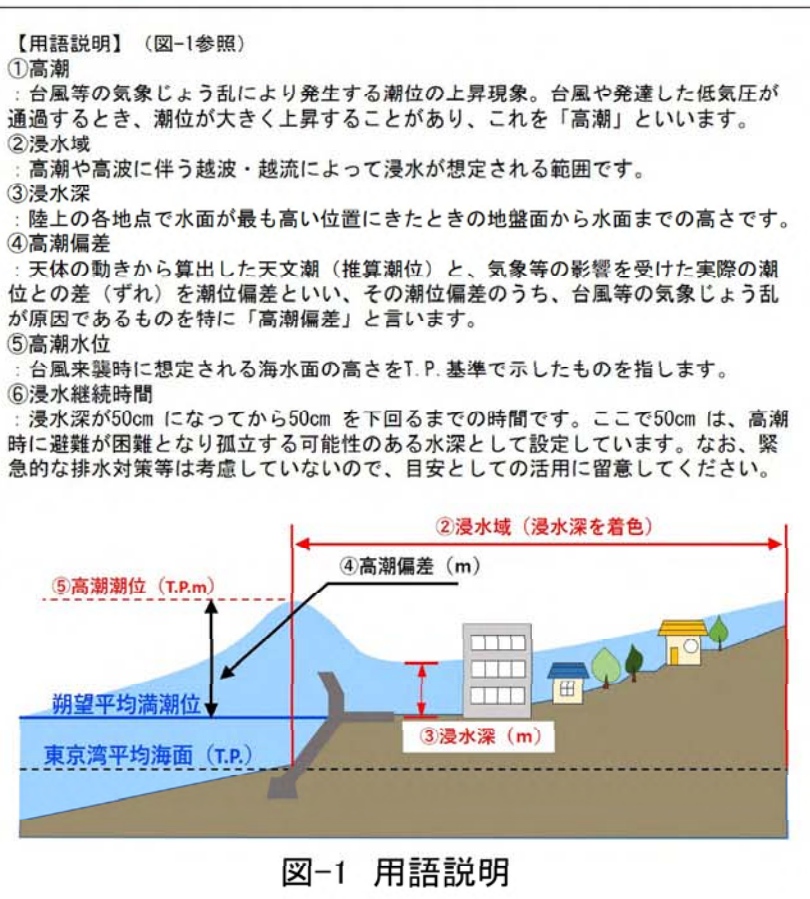 【用語説明】（図-1参照）
①高潮
：台風等の気象じょう乱により発生する潮位の上昇現象。台風や発達した低気圧が
通過するとき、潮位が大きく上昇することがあり、これを「高潮」といいます。
②浸水域
：高潮や高波に伴う越波・越流によって浸水が想定される範囲です。
③浸水深
：陸上の各地点で水面が最も高い位置にきたときの地盤面から水面までの高さです。
④高潮偏差
：天体の動きから算出した天文潮（推算潮位）と、気象等の影響を受けた実際の潮
位との差（ずれ）を潮位偏差といい、その潮位偏差のうち、台風等の気象じょう乱
が原因であるものを特に「高潮偏差」と言います。
⑤高潮水位
：台風来襲時に想定される海水面の高さをT.P.基準で示したものを指します。
⑥浸水継続時間
：浸水深が50cm になってから50cm を下回るまでの時間です。ここで50cm は、高潮
時に避難が困難となり孤立する可能性のある水深として設定しています。なお、緊
急的な排水対策等は考慮していないので、目安としての活用に留意してください。
②浸水域（浸水深を着色）
④高潮偏差（m）
⑤高潮潮位（T.P.m）
朔望平均満潮位
③浸水深（m）
東京湾平均海面（T.P.）
図-1 用語説明